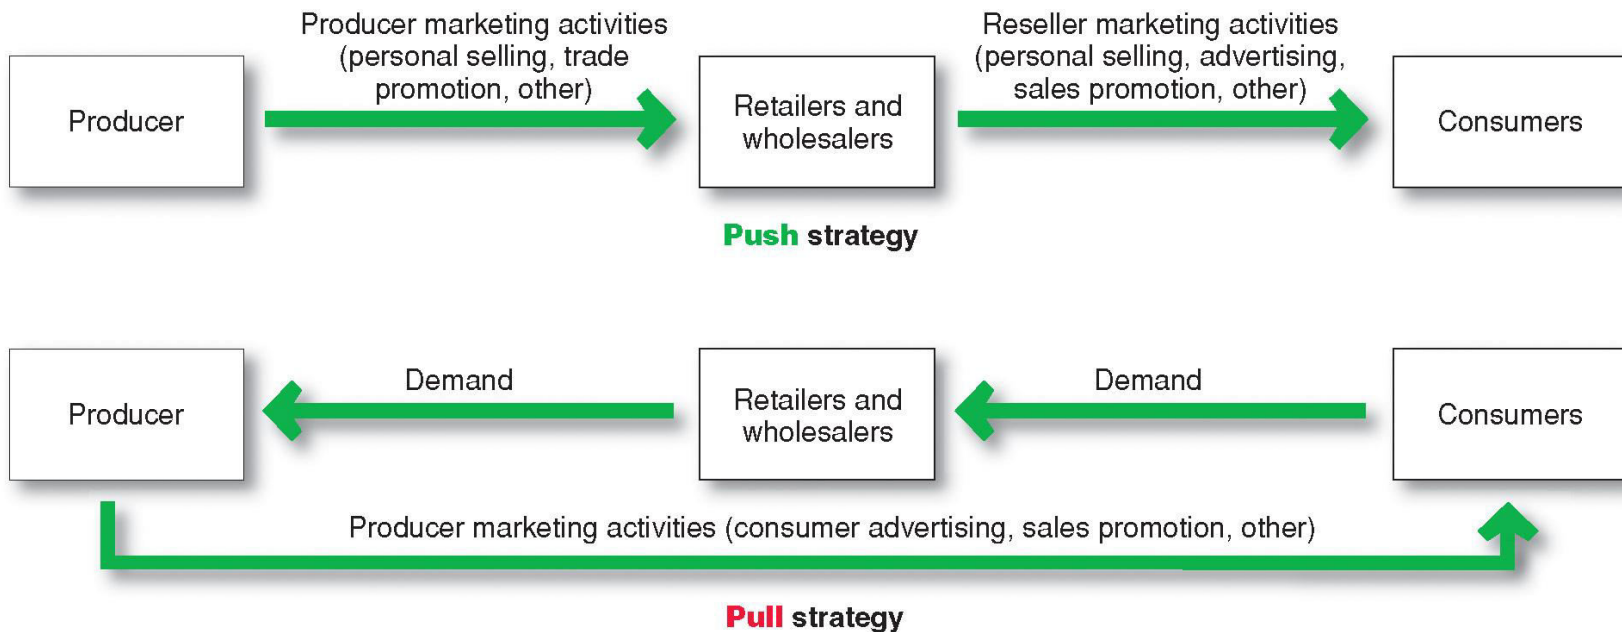 Producer marketing activities
(personal selling, trade
promotion, other)
Reseller marketing activities
(personal selling, advertising,
sales promotion, other)
Producer
Retailers and
wholesalers
Consumers
Push strategy
Producer
Demand
Retailers and
wholesalers
Demand
Consumers
Producer marketing activities (consumer advertising, sales promotion, other)
Pull strategy